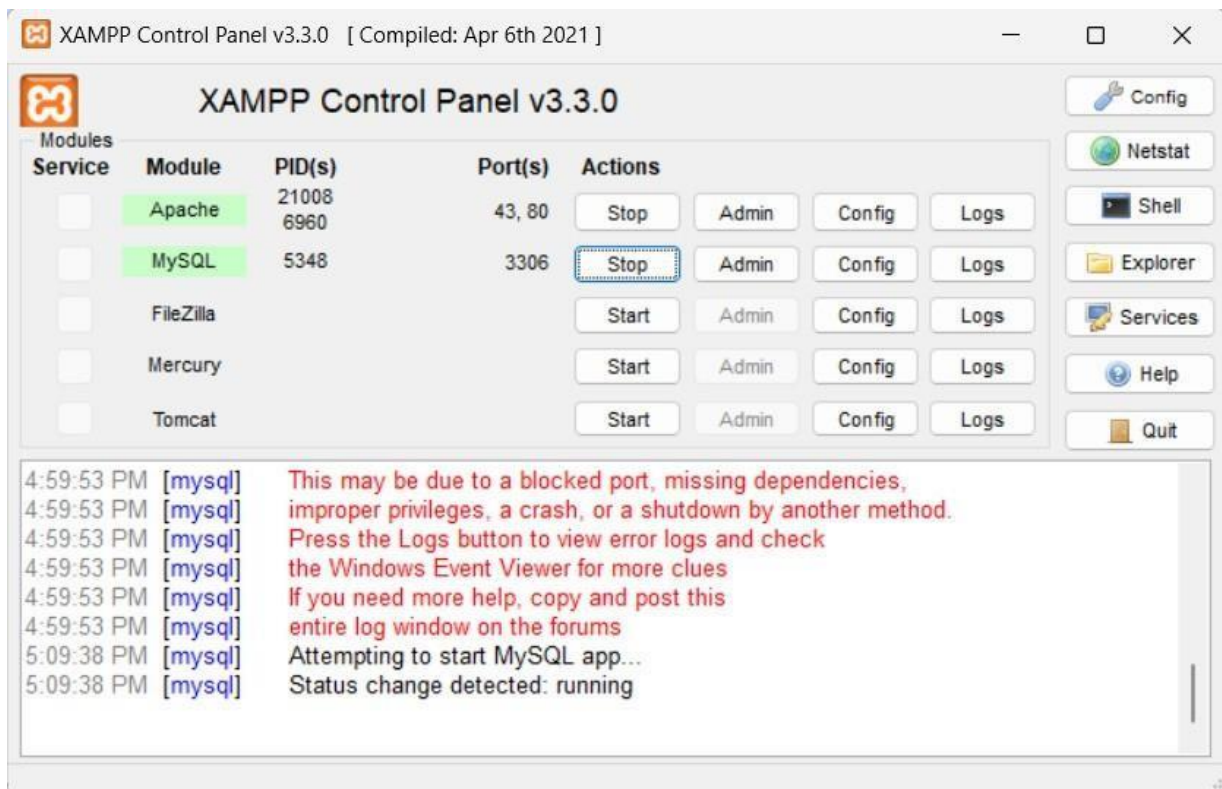 XAMPP Control Panel v3.3.0 [ Compiled: Apr 6th 2021 ]
XAMPP Control Panel v3.3.0
Config
Modules
Service Module PID(s) Port(s) Actions
Netstat
Apache 21008 6960 43, 80 Stop Admin Config Logs
Shell
MySQL 5348 3306 Stop Admin Config Logs
Explorer
FileZilla Start Admin Config Logs
Services
Mercury Start Admin Config Logs
Help
Tomcat Start Admin Config Logs
Quit
4:59:53 PM [mysql] This may be due to a blocked port, missing dependencies,
4:59:53 PM [mysql] improper privileges, a crash, or a shutdown by another method.
4:59:53 PM [mysql] Press the Logs button to view error logs and check
4:59:53 PM [mysql] the Windows Event Viewer for more clues
4:59:53 PM [mysql] If you need more help, copy and post this
4:59:53 PM [mysql] entire log window on the forums
5:09:38 PM [mysql] Attempting to start MySQL app...
5:09:38 PM [mysql] Status change detected: running